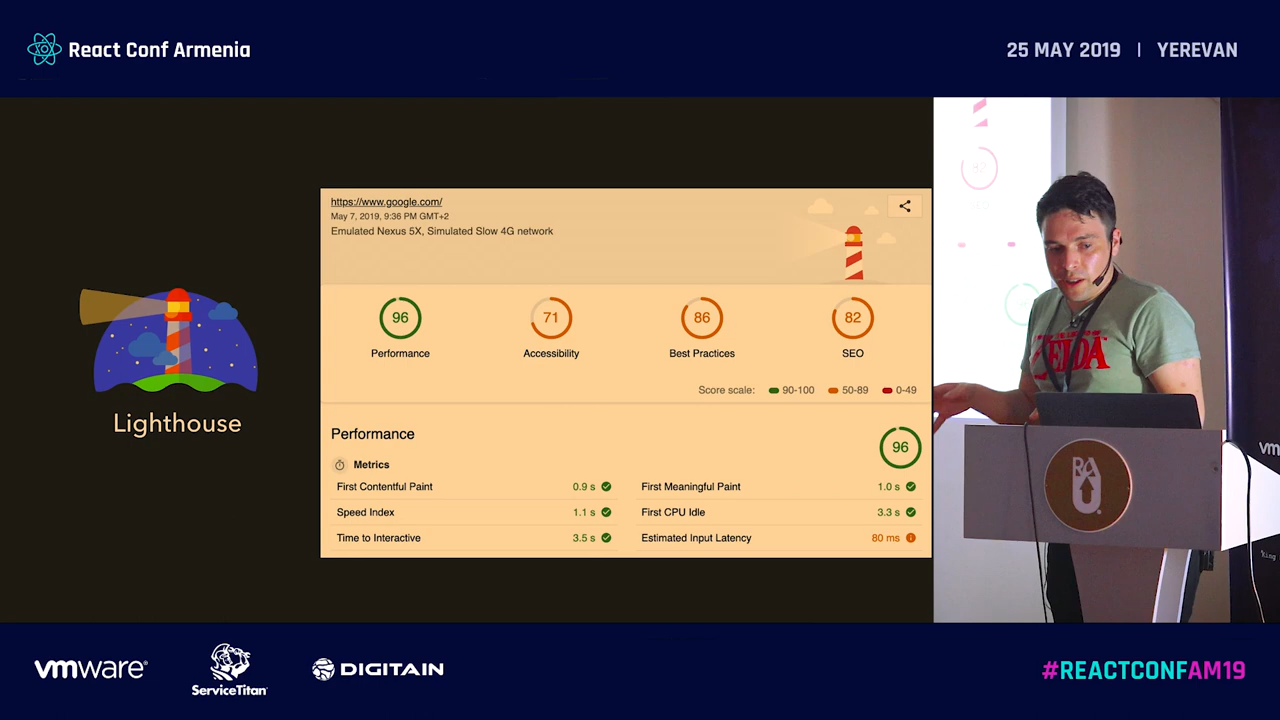 React Conf Armenia
25 MAY 2019 | YEREVAN
https://www.google.com/
May 7, 2019, 9:36 PM GMT+2
Emulated Nexus 5X, Simulated Slow 4G network
96
71
86
82
Performance
Accessibility
Best Practices
SEO
Score scale: 90-100 50-89 0-49
Lighthouse
Performance
96
Metrics
First Contentful Paint 0.9 s
First Meaningful Paint 1.0 s
Speed Index 1.1 s
First CPU Idle 3.3 s
Time to Interactive 3.5 s
Estimated Input Latency 80 ms
ZELDA
RAU
vm
vmware
ServiceTitan
DIGITAIN
#REACTCONFAM19